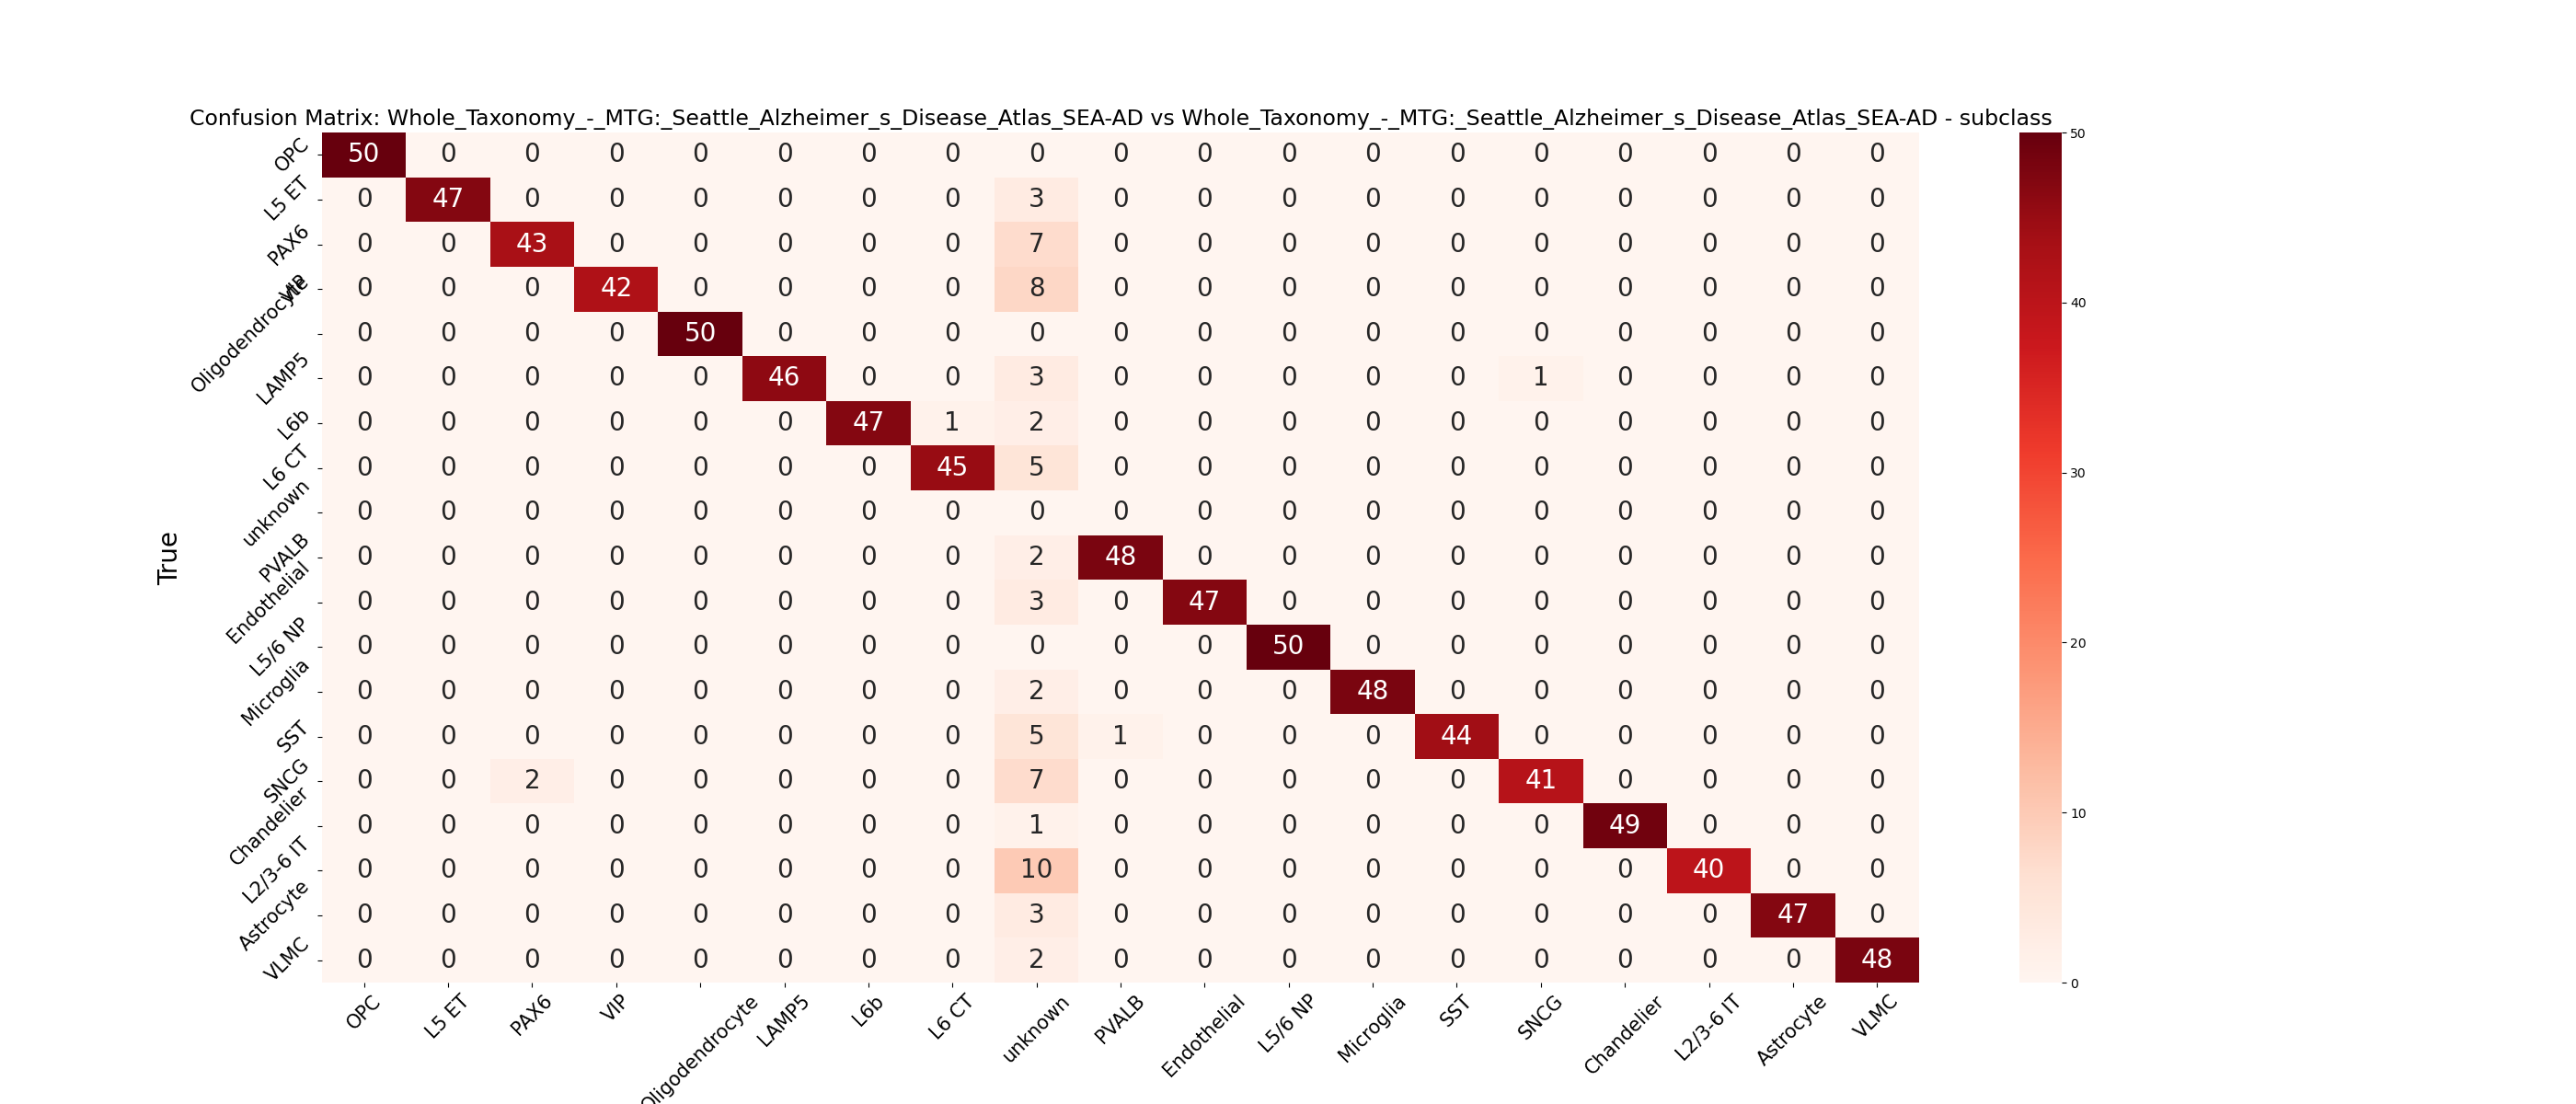 Confusion Matrix: Whole_Taxonomy_-_MTG:_Seattle_Alzheimer_s_Disease_Atlas_SEA-AD vs Whole_Taxonomy_-_MTG:_Seattle_Alzheimer_s_Disease_Atlas_SEA-AD - subclass
OPC 50 0 0 0 0 0 0 0 0 0 0 0 0 0 0 0 0 0 0
L5 ET 0 47 0 0 0 0 0 0 3 0 0 0 0 0 0 0 0 0 0
PAX6 0 0 43 0 0 0 0 0 7 0 0 0 0 0 0 0 0 0 0
VIP 0 0 0 42 0 0 0 0 8 0 0 0 0 0 0 0 0 0 0
Oligodendrocyte 0 0 0 0 50 0 0 0 0 0 0 0 0 0 0 0 0 0 0
LAMP5 0 0 0 0 0 46 0 0 3 0 0 0 0 0 1 0 0 0 0
L6b 0 0 0 0 0 0 47 1 2 0 0 0 0 0 0 0 0 0 0
L6 CT 0 0 0 0 0 0 0 45 5 0 0 0 0 0 0 0 0 0 0
unknown 0 0 0 0 0 0 0 0 0 0 0 0 0 0 0 0 0 0 0
PVALB 0 0 0 0 0 0 0 0 2 48 0 0 0 0 0 0 0 0 0
Endothelial 0 0 0 0 0 0 0 0 3 0 47 0 0 0 0 0 0 0 0
L5/6 NP 0 0 0 0 0 0 0 0 0 0 0 50 0 0 0 0 0 0 0
Microglia 0 0 0 0 0 0 0 0 2 0 0 0 48 0 0 0 0 0 0
SST 0 0 0 0 0 0 0 0 5 1 0 0 0 44 0 0 0 0 0
SNCG 0 0 2 0 0 0 0 0 7 0 0 0 0 0 41 0 0 0 0
Chandelier 0 0 0 0 0 0 0 0 1 0 0 0 0 0 0 49 0 0 0
L2/3-6 IT 0 0 0 0 0 0 0 0 10 0 0 0 0 0 0 0 40 0 0
Astrocyte 0 0 0 0 0 0 0 0 3 0 0 0 0 0 0 0 0 47 0
VLMC 0 0 0 0 0 0 0 0 2 0 0 0 0 0 0 0 0 0 48
OPC L5 ET PAX6 VIP Oligodendrocyte LAMP5 L6b L6 CT unknown PVALB Endothelial L5/6 NP Microglia SST SNCG Chandelier L2/3-6 IT Astrocyte VLMC
True
50
40
30
20
10
0